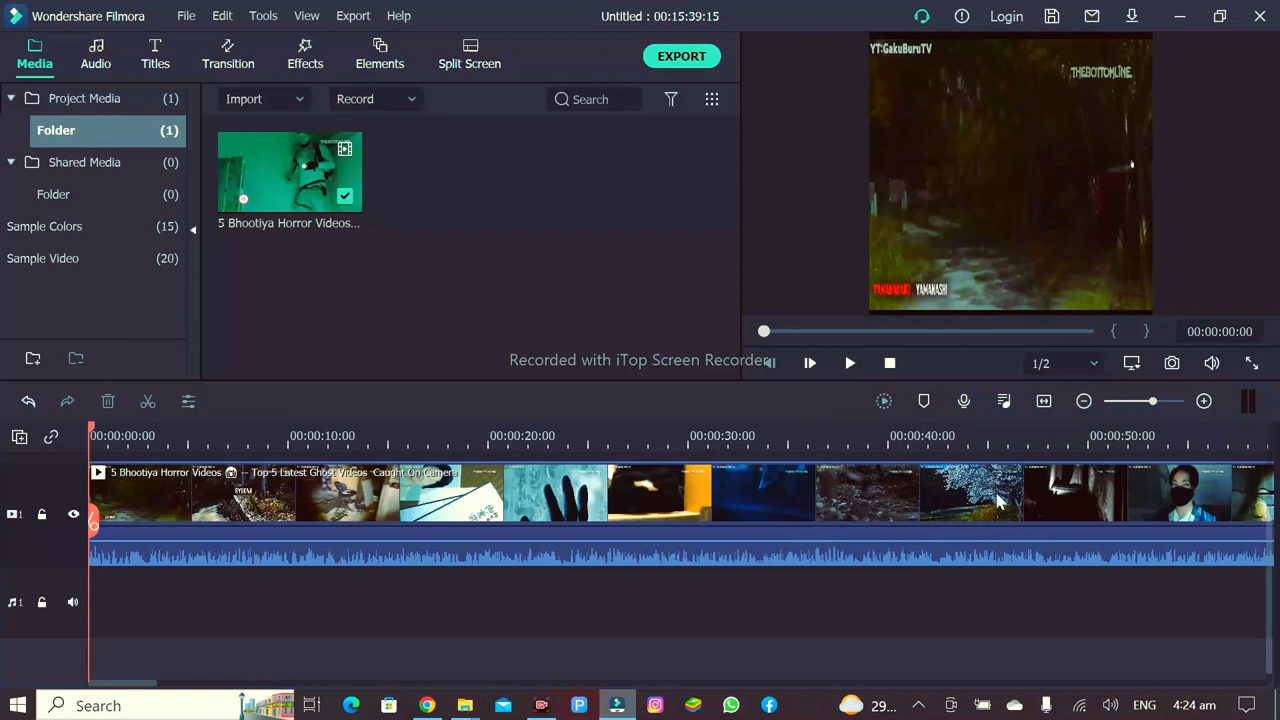 Wondershare Filmora File Edit Tools View Export Help Untitled : 00:15:39:15 Login
Media Audio Titles Transition Effects Elements Split Screen EXPORT
Project Media (1)
Folder (1)
Shared Media (0)
Folder (0)
Sample Colors (15)
Sample Video (20)
Import Record Search
5 Bhootiya Horror Videos...
YT:GakuBuruTV
THEBOTTOMLINE
YAMANAKAKO YAMANASHI
{ } 00:00:00:00
Recorded with iTop Screen Recorder
1/2
00:00:00:00 00:00:10:00 00:00:20:00 00:00:30:00 00:00:40:00 00:00:50:00
5 Bhootiya Horror Videos 😱 — Top 5 Latest Ghost Videos Caught On Camera
1
1
Search 29... ENG 4:24 am